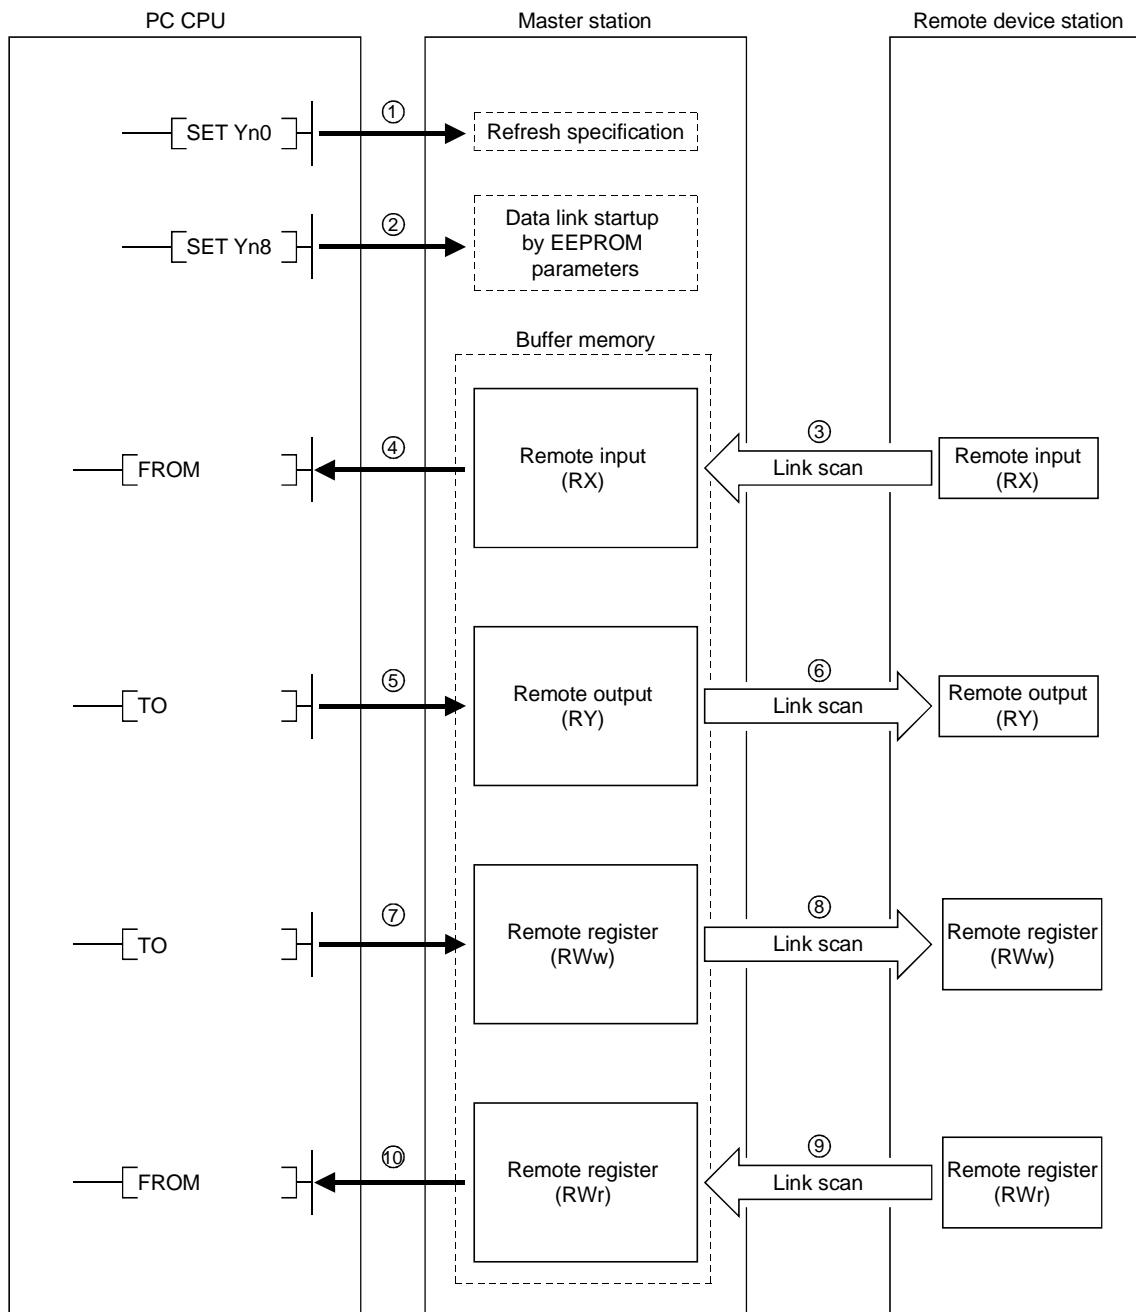 PC CPU
Master station
Remote device station
①
SET Yn0
Refresh specification
②
SET Yn8
Data link startup
by EEPROM
parameters
Buffer memory
④
③
FROM
Remote input
(RX)
Link scan
Remote input
(RX)
⑤
⑥
TO
Remote output
(RY)
Link scan
Remote output
(RY)
⑦
⑧
TO
Remote register
(RWw)
Link scan
Remote register
(RWw)
⑩
⑨
FROM
Remote register
(RWr)
Link scan
Remote register
(RWr)